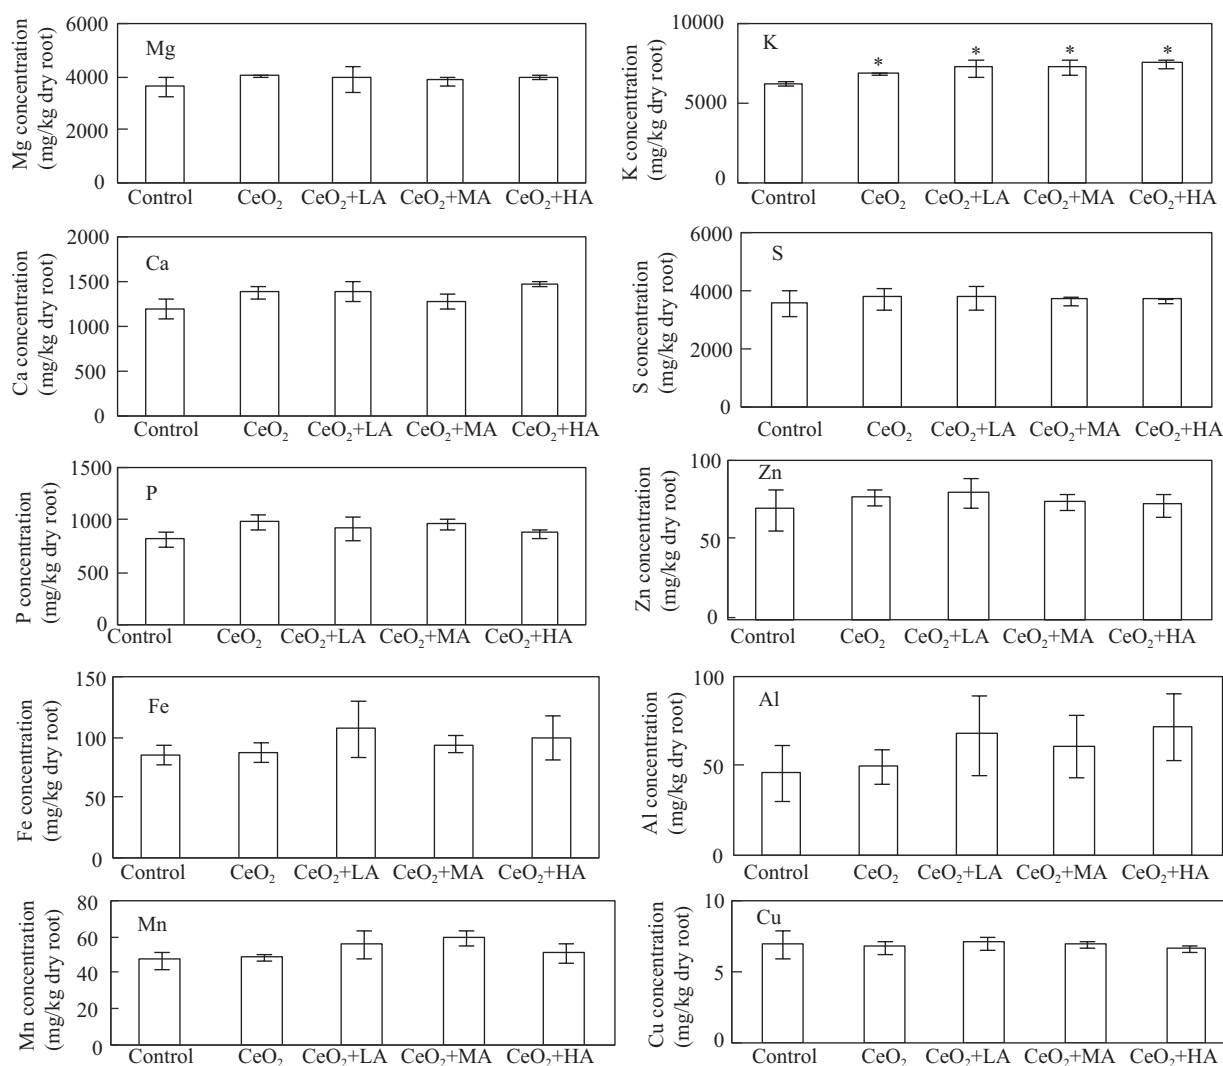 Mg concentration
(mg/kg dry root)
6000
4000
2000
0
Mg
Control CeO₂ CeO₂+LA CeO₂+MA CeO₂+HA
K concentration
(mg/kg dry root)
10000
5000
0
K
* * * *
Control CeO₂ CeO₂+LA CeO₂+MA CeO₂+HA
Ca concentration
(mg/kg dry root)
2000
1500
1000
500
0
Ca
Control CeO₂ CeO₂+LA CeO₂+MA CeO₂+HA
S concentration
(mg/kg dry root)
6000
4000
2000
0
S
Control CeO₂ CeO₂+LA CeO₂+MA CeO₂+HA
P concentration
(mg/kg dry root)
1500
1000
500
0
P
Control CeO₂ CeO₂+LA CeO₂+MA CeO₂+HA
Zn concentration
(mg/kg dry root)
100
50
0
Zn
Control CeO₂ CeO₂+LA CeO₂+MA CeO₂+HA
Fe concentration
(mg/kg dry root)
150
100
50
0
Fe
Control CeO₂ CeO₂+LA CeO₂+MA CeO₂+HA
Al concentration
(mg/kg dry root)
100
50
0
Al
Control CeO₂ CeO₂+LA CeO₂+MA CeO₂+HA
Mn concentration
(mg/kg dry root)
80
60
40
20
0
Mn
Control CeO₂ CeO₂+LA CeO₂+MA CeO₂+HA
Cu concentration
(mg/kg dry root)
10
5
0
Cu
Control CeO₂ CeO₂+LA CeO₂+MA CeO₂+HA